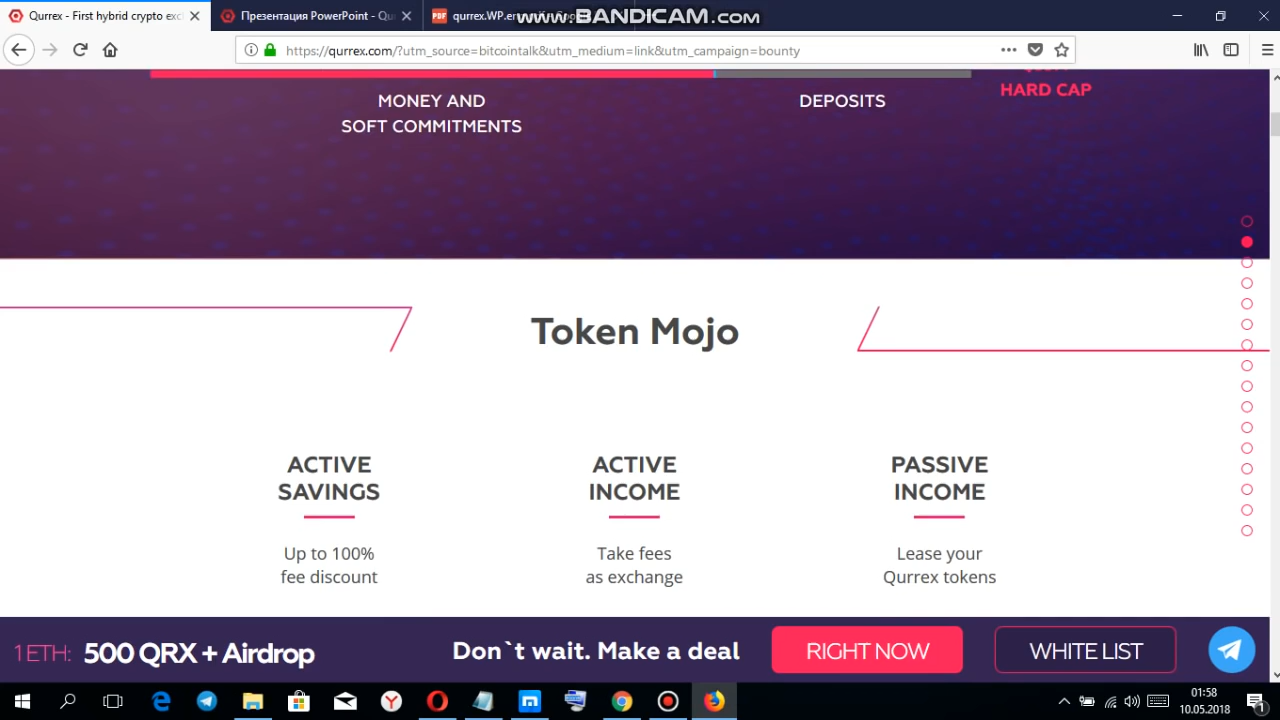 Qurrex - First hybrid crypto exc
Презентация PowerPoint - Qu
PDF
qurrex.WP.en
www.BANDICAM.com
https://qurrex.com/?utm_source=bitcointalk&utm_medium=link&utm_campaign=bounty
MONEY AND
SOFT COMMITMENTS
DEPOSITS
HARD CAP
Token Mojo
ACTIVE
SAVINGS
Up to 100%
fee discount
ACTIVE
INCOME
Take fees
as exchange
PASSIVE
INCOME
Lease your
Qurrex tokens
1 ETH: 500 QRX + Airdrop
Don`t wait. Make a deal
RIGHT NOW
WHITE LIST
01:58
10.05.2018
1